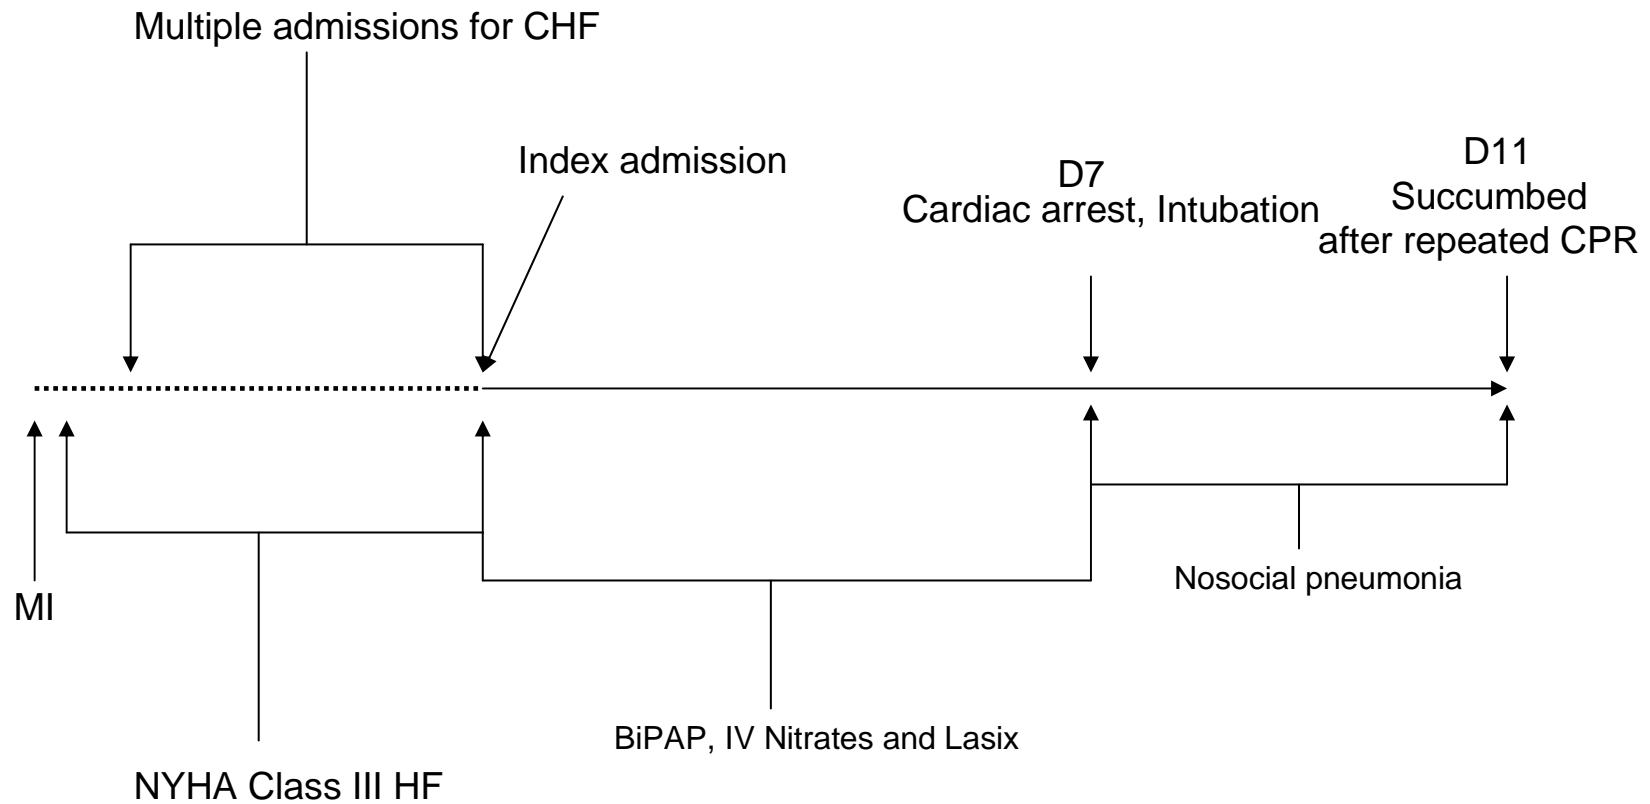 Multiple admissions for CHF
Index admission
D7
Cardiac arrest, Intubation
D11
Succumbed
after repeated CPR
MI
NYHA Class III HF
BiPAP, IV Nitrates and Lasix
Nosocial pneumonia